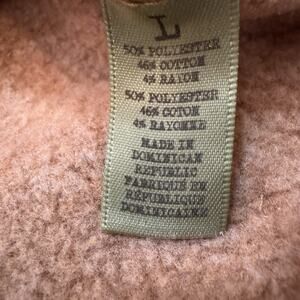 L
50% POLYESTER
46% COTTON
4% RAYON
50% POLYESTER
46% COTON
4% RAYONNE
MADE IN
DOMINICAN
REPUBLIC
FABRIQUE EN
RÉPUBLIQUE
DOMINICAINE